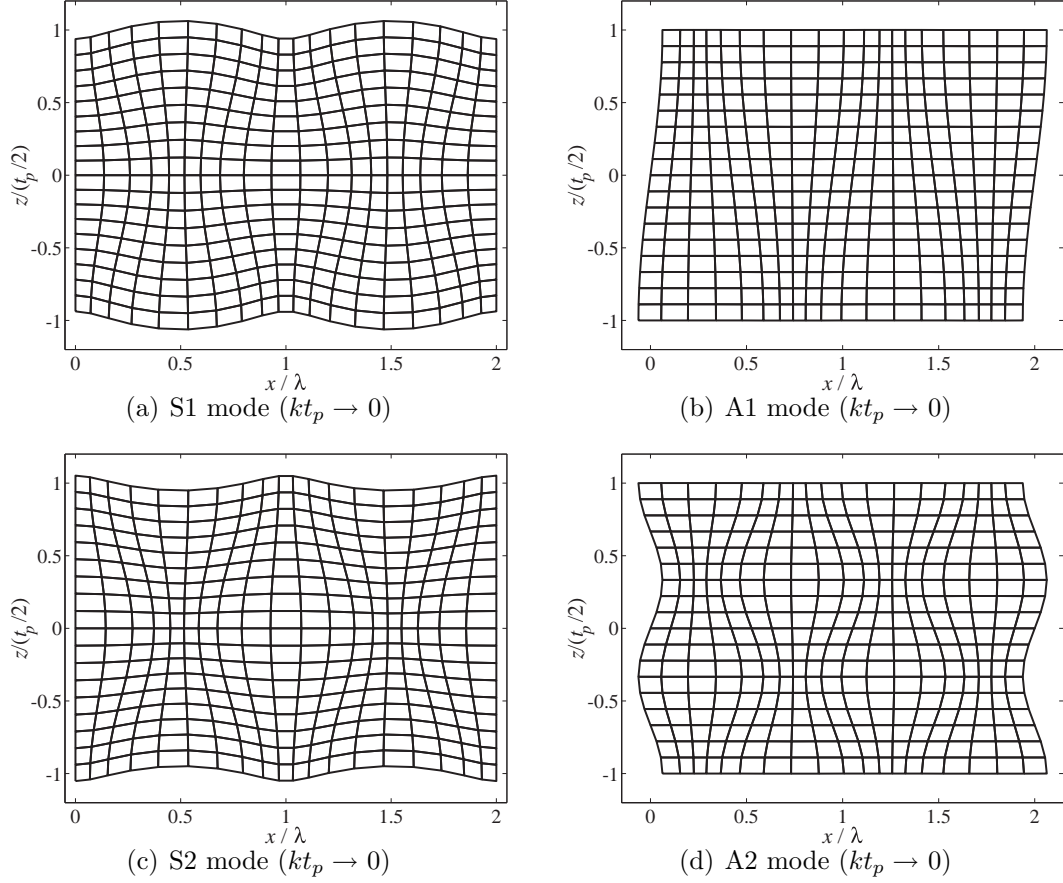 1
0.5
0
-0.5
-1
z/(t_p/2)
0 0.5 1 1.5 2
x / λ
(a) S1 mode (kt_p → 0)
1
0.5
0
-0.5
-1
z/(t_p/2)
0 0.5 1 1.5 2
x / λ
(b) A1 mode (kt_p → 0)
1
0.5
0
-0.5
-1
z/(t_p/2)
0 0.5 1 1.5 2
x / λ
(c) S2 mode (kt_p → 0)
1
0.5
0
-0.5
-1
z/(t_p/2)
0 0.5 1 1.5 2
x / λ
(d) A2 mode (kt_p → 0)